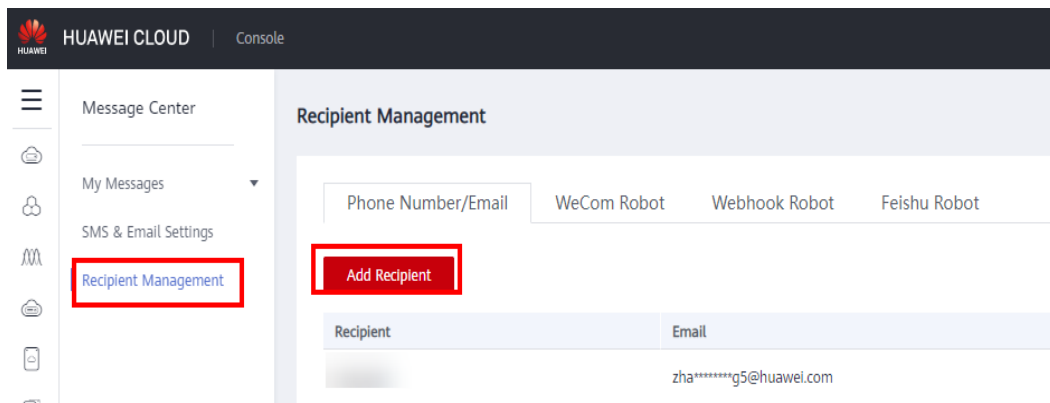 HUAWEI
HUAWEI CLOUD
Console
Message Center
My Messages
SMS & Email Settings
Recipient Management
Recipient Management
Phone Number/Email WeCom Robot Webhook Robot Feishu Robot
Add Recipient
Recipient Email
zha********g5@huawei.com